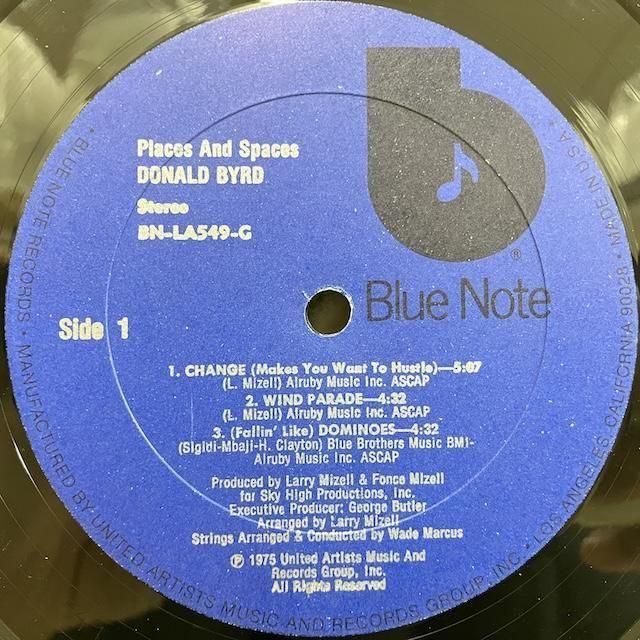 Places And Spaces
DONALD BYRD
Stereo
BN-LA549-G
b
®
Blue Note
Side 1
1. CHANGE (Makes You Want To Hustle)—5:07
(L. Mizell) Alruby Music Inc. ASCAP
2. WIND PARADE—4:32
(L. Mizell) Alruby Music Inc. ASCAP
3. (Fallin' Like) DOMINOES—4:32
(Sigidi-Mbaji-H. Clayton) Blue Brothers Music BMI-
Alruby Music Inc. ASCAP
Produced by Larry Mizell & Fonce Mizell
for Sky High Productions, Inc.
Executive Producer: George Butler
Arranged by Larry Mizell
Strings Arranged & Conducted by Wade Marcus
℗ 1975 United Artists Music And
Records Group, Inc.
All Rights Reserved
• BLUE NOTE RECORDS • MANUFACTURED BY UNITED ARTISTS MUSIC AND RECORDS GROUP, INC. • LOS ANGELES, CALIFORNIA 90028 • MADE IN USA •